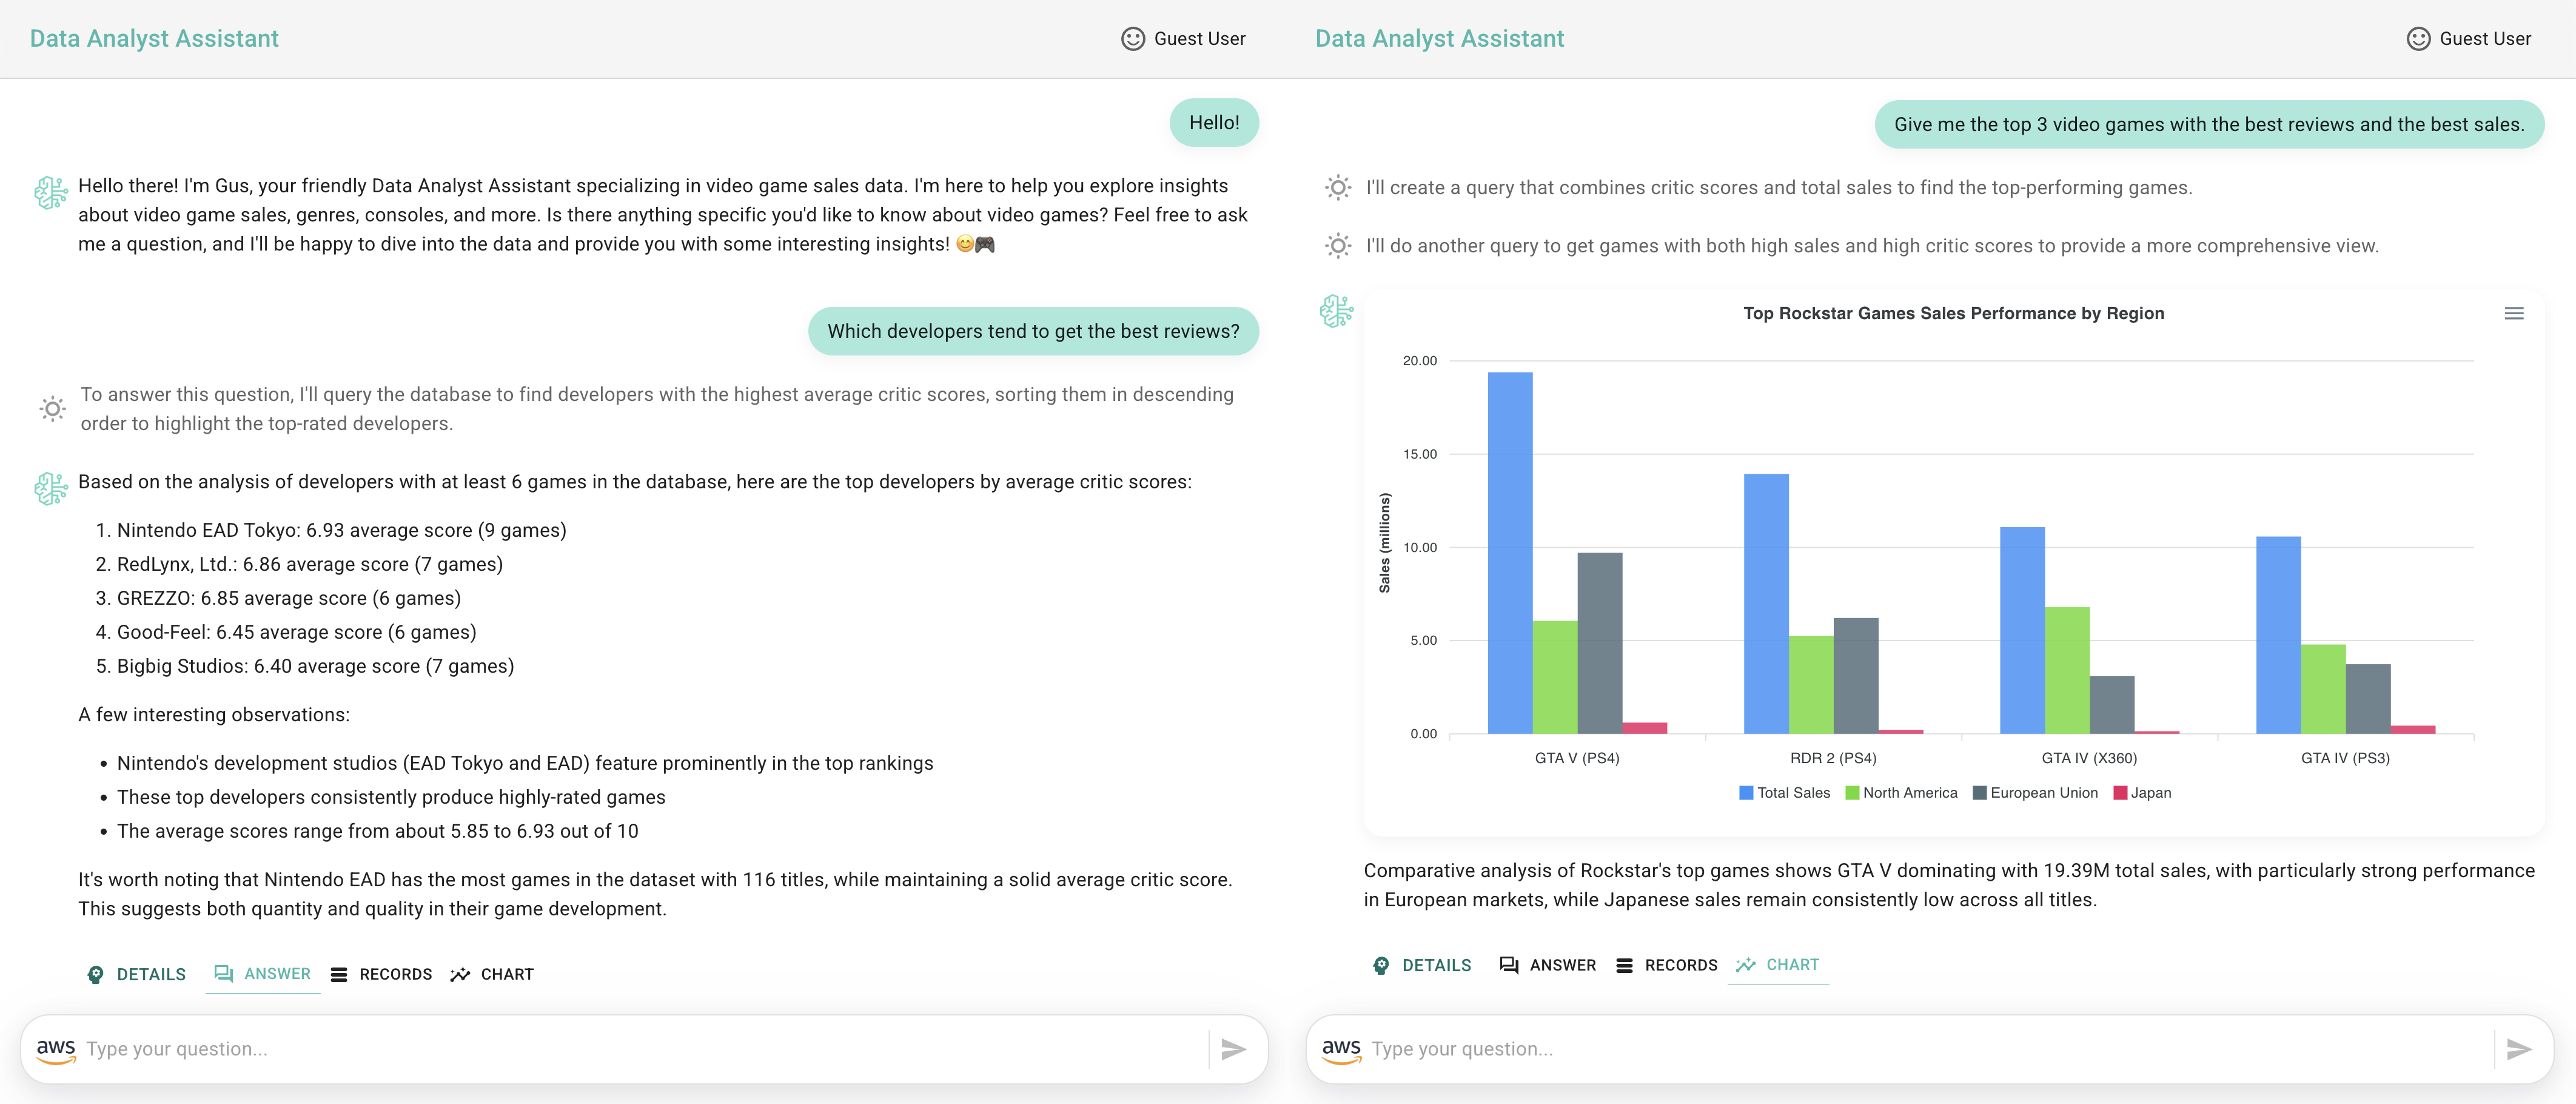 Data Analyst Assistant
Guest User
Hello!
Hello there! I'm Gus, your friendly Data Analyst Assistant specializing in video game sales data. I'm here to help you explore insights
about video game sales, genres, consoles, and more. Is there anything specific you'd like to know about video games? Feel free to ask
me a question, and I'll be happy to dive into the data and provide you with some interesting insights! 😊🎮
Which developers tend to get the best reviews?
To answer this question, I'll query the database to find developers with the highest average critic scores, sorting them in descending
order to highlight the top-rated developers.
Based on the analysis of developers with at least 6 games in the database, here are the top developers by average critic scores:
1. Nintendo EAD Tokyo: 6.93 average score (9 games)
2. RedLynx, Ltd.: 6.86 average score (7 games)
3. GREZZO: 6.85 average score (6 games)
4. Good-Feel: 6.45 average score (6 games)
5. Bigbig Studios: 6.40 average score (7 games)
A few interesting observations:
• Nintendo's development studios (EAD Tokyo and EAD) feature prominently in the top rankings
• These top developers consistently produce highly-rated games
• The average scores range from about 5.85 to 6.93 out of 10
It's worth noting that Nintendo EAD has the most games in the dataset with 116 titles, while maintaining a solid average critic score.
This suggests both quantity and quality in their game development.
DETAILS ANSWER RECORDS CHART
aws Type your question...
Data Analyst Assistant
Guest User
Give me the top 3 video games with the best reviews and the best sales.
I'll create a query that combines critic scores and total sales to find the top-performing games.
I'll do another query to get games with both high sales and high critic scores to provide a more comprehensive view.
Top Rockstar Games Sales Performance by Region
Sales (millions)
20.00
15.00
10.00
5.00
0.00
GTA V (PS4) RDR 2 (PS4) GTA IV (X360) GTA IV (PS3)
Total Sales North America European Union Japan
Comparative analysis of Rockstar's top games shows GTA V dominating with 19.39M total sales, with particularly strong performance
in European markets, while Japanese sales remain consistently low across all titles.
DETAILS ANSWER RECORDS CHART
aws Type your question...